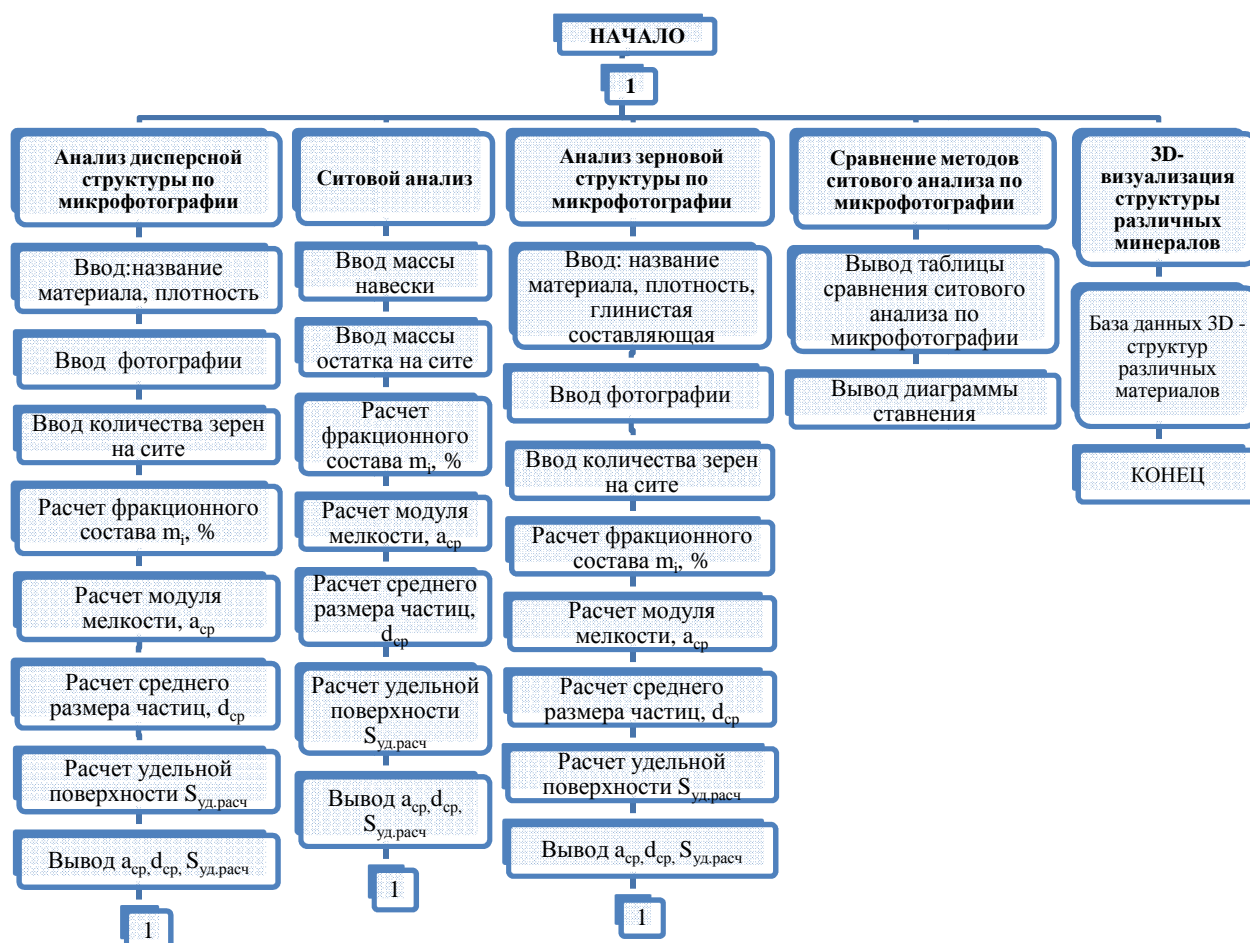 НАЧАЛО
1
Анализ дисперсной
структуры по
микрофотографии
Ввод:название
материала, плотность
Ввод фотографии
Ввод количества зерен
на сите
Расчет фракционного
состава mi, %
Расчет модуля
мелкости, aср
Расчет среднего
размера частиц, dср
Расчет удельной
поверхности Sуд.расч
Вывод aср,dср, Sуд.расч
1
Ситовой анализ
Ввод массы
навески
Ввод массы
остатка на сите
Расчет
фракционного
состава mi, %
Расчет модуля
мелкости, aср
Расчет среднего
размера частиц,
dср
Расчет удельной
поверхности
Sуд.расч
Вывод aср,dср,
Sуд.расч
1
Анализ зерновой
структуры по
микрофотографии
Ввод: название
материала, плотность,
глинистая
составляющая
Ввод фотографии
Ввод количества зерен
на сите
Расчет фракционного
состава mi, %
Расчет модуля
мелкости, aср
Расчет среднего
размера частиц, dср
Расчет удельной
поверхности Sуд.расч
Вывод aср,dср, Sуд.расч
1
Сравнение методов
ситового анализа по
микрофотографии
Вывод таблицы
сравнения ситового
анализа по
микрофотографии
Вывод диаграммы
ставнения
3D-
визуализация
структуры
различных
минералов
База данных 3D -
структур
различных
материалов
КОНЕЦ